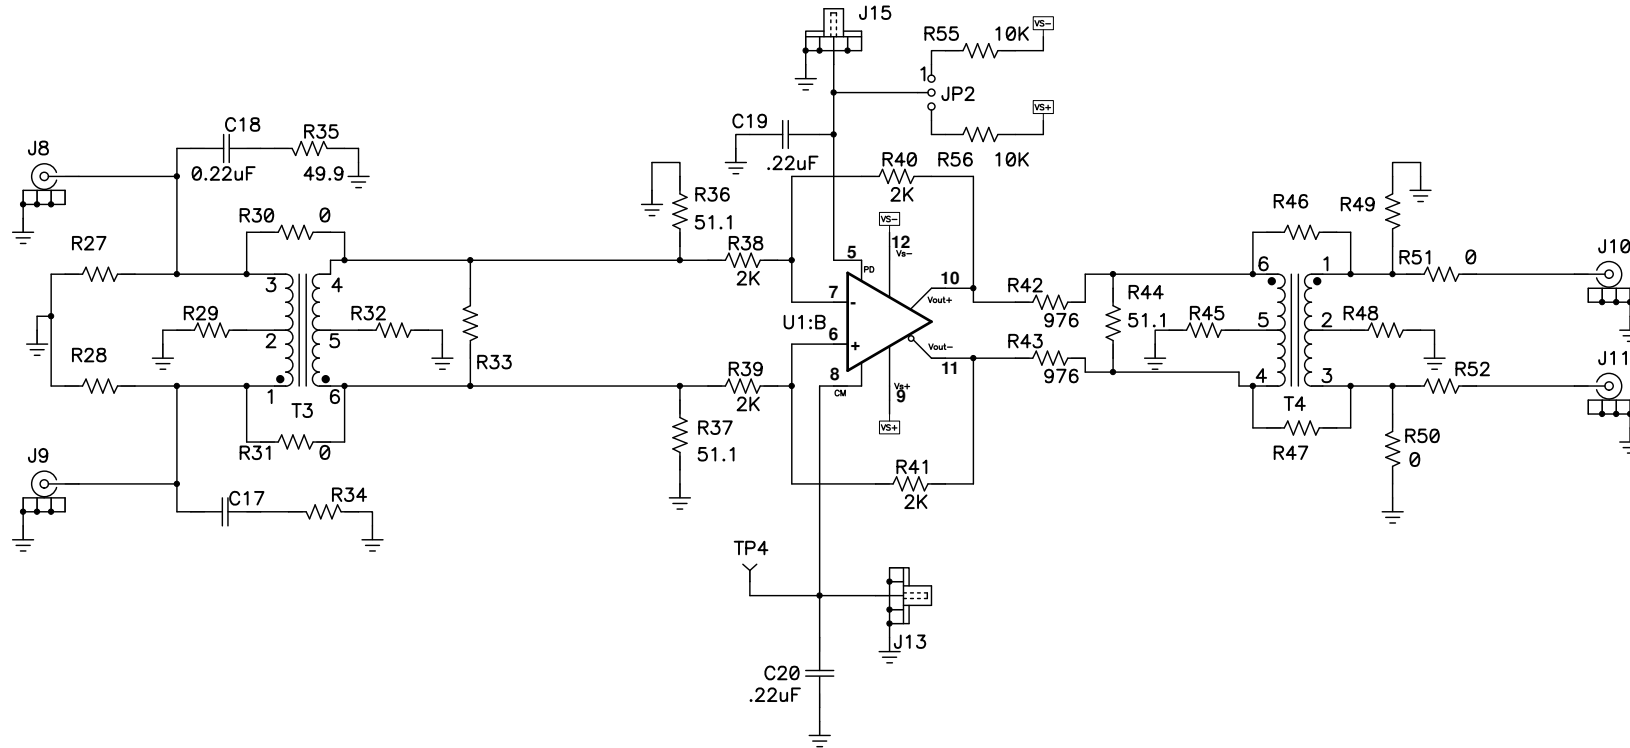 J15
R55
10K
VS-
1
JP2
VS+
C19
.22uF
R56
10K
C18
R35
J8
0.22uF
49.9
R40
2K
R36
51.1
R30
0
R27
R38
2K
VS-
12
Vs-
5
PD
3
4
R29
R32
2
5
R33
R28
1
6
T3
R31
0
7
-
U1:B
6
+
8
CM
10
Vout+
Vout-
11
Vs+
9
VS+
R39
2K
R37
51.1
R41
2K
R42
976
R43
976
R44
51.1
R46
R49
6
1
R51
0
J10
R45
5
2
R48
4
3
R52
J11
T4
R47
R50
0
J9
C17
R34
TP4
J13
C20
.22uF